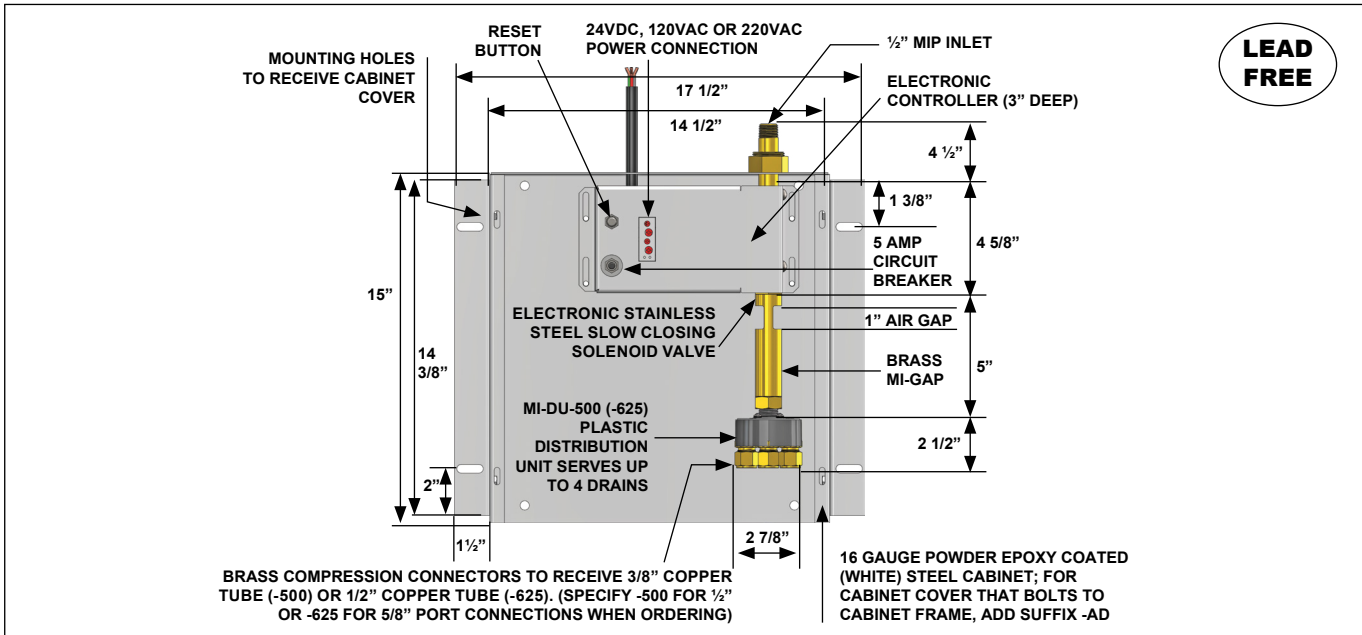 RESET
BUTTON
24VDC, 120VAC OR 220VAC
POWER CONNECTION
½” MIP INLET
LEAD
FREE
MOUNTING HOLES
TO RECEIVE CABINET
COVER
17 1/2”
14 1/2”
ELECTRONIC
CONTROLLER (3” DEEP)
4 ½”
1 3/8”
4 5/8”
5 AMP
CIRCUIT
BREAKER
15”
14
3/8”
ELECTRONIC STAINLESS
STEEL SLOW CLOSING
SOLENOID VALVE
1” AIR GAP
BRASS
MI-GAP
5”
MI-DU-500 (-625)
PLASTIC
DISTRIBUTION
UNIT SERVES UP
TO 4 DRAINS
2 1/2”
2”
1½”
2 7/8”
BRASS COMPRESSION CONNECTORS TO RECEIVE 3/8” COPPER
TUBE (-500) OR 1/2” COPPER TUBE (-625). (SPECIFY -500 FOR ½”
OR -625 FOR 5/8” PORT CONNECTIONS WHEN ORDERING)
16 GAUGE POWDER EPOXY COATED
(WHITE) STEEL CABINET; FOR
CABINET COVER THAT BOLTS TO
CABINET FRAME, ADD SUFFIX -AD